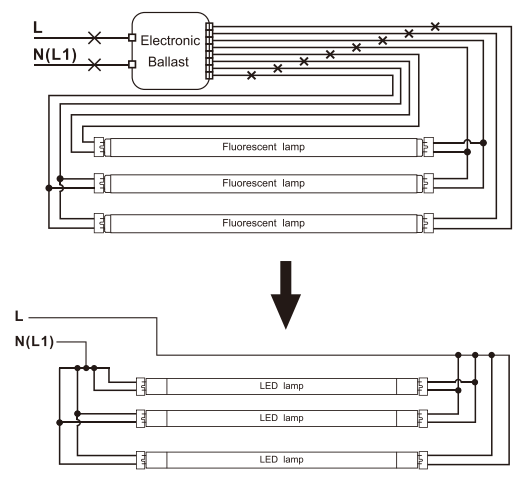 L
N(L1)
Electronic
Ballast
Fluorescent lamp
Fluorescent lamp
Fluorescent lamp
L
N(L1)
LED lamp
LED lamp
LED lamp